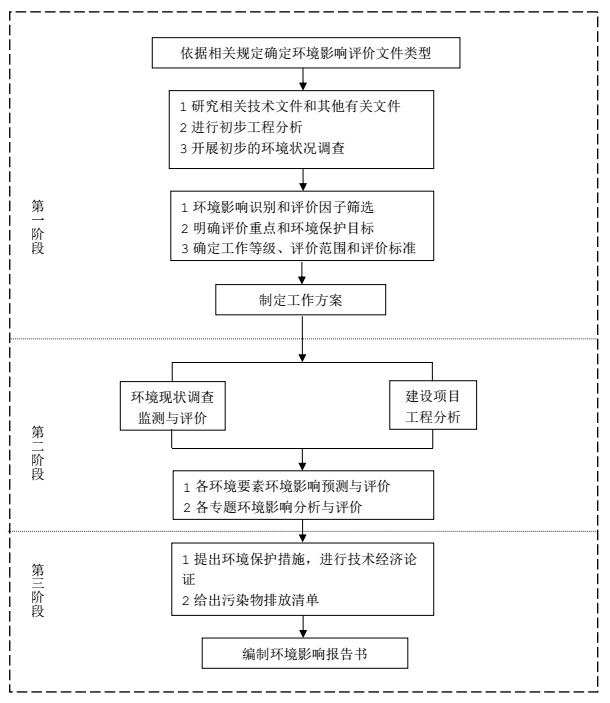 依据相关规定确定环境影响评价文件类型
1 研究相关技术文件和其他有关文件
2 进行初步工程分析
3 开展初步的环境状况调查
第一阶段
1 环境影响识别和评价因子筛选
2 明确评价重点和环境保护目标
3 确定工作等级、评价范围和评价标准
制定工作方案
第二阶段
环境现状调查
监测与评价
建设项目
工程分析
1 各环境要素环境影响预测与评价
2 各专题环境影响分析与评价
第三阶段
1 提出环境保护措施，进行技术经济论
证
2 给出污染物排放清单
编制环境影响报告书